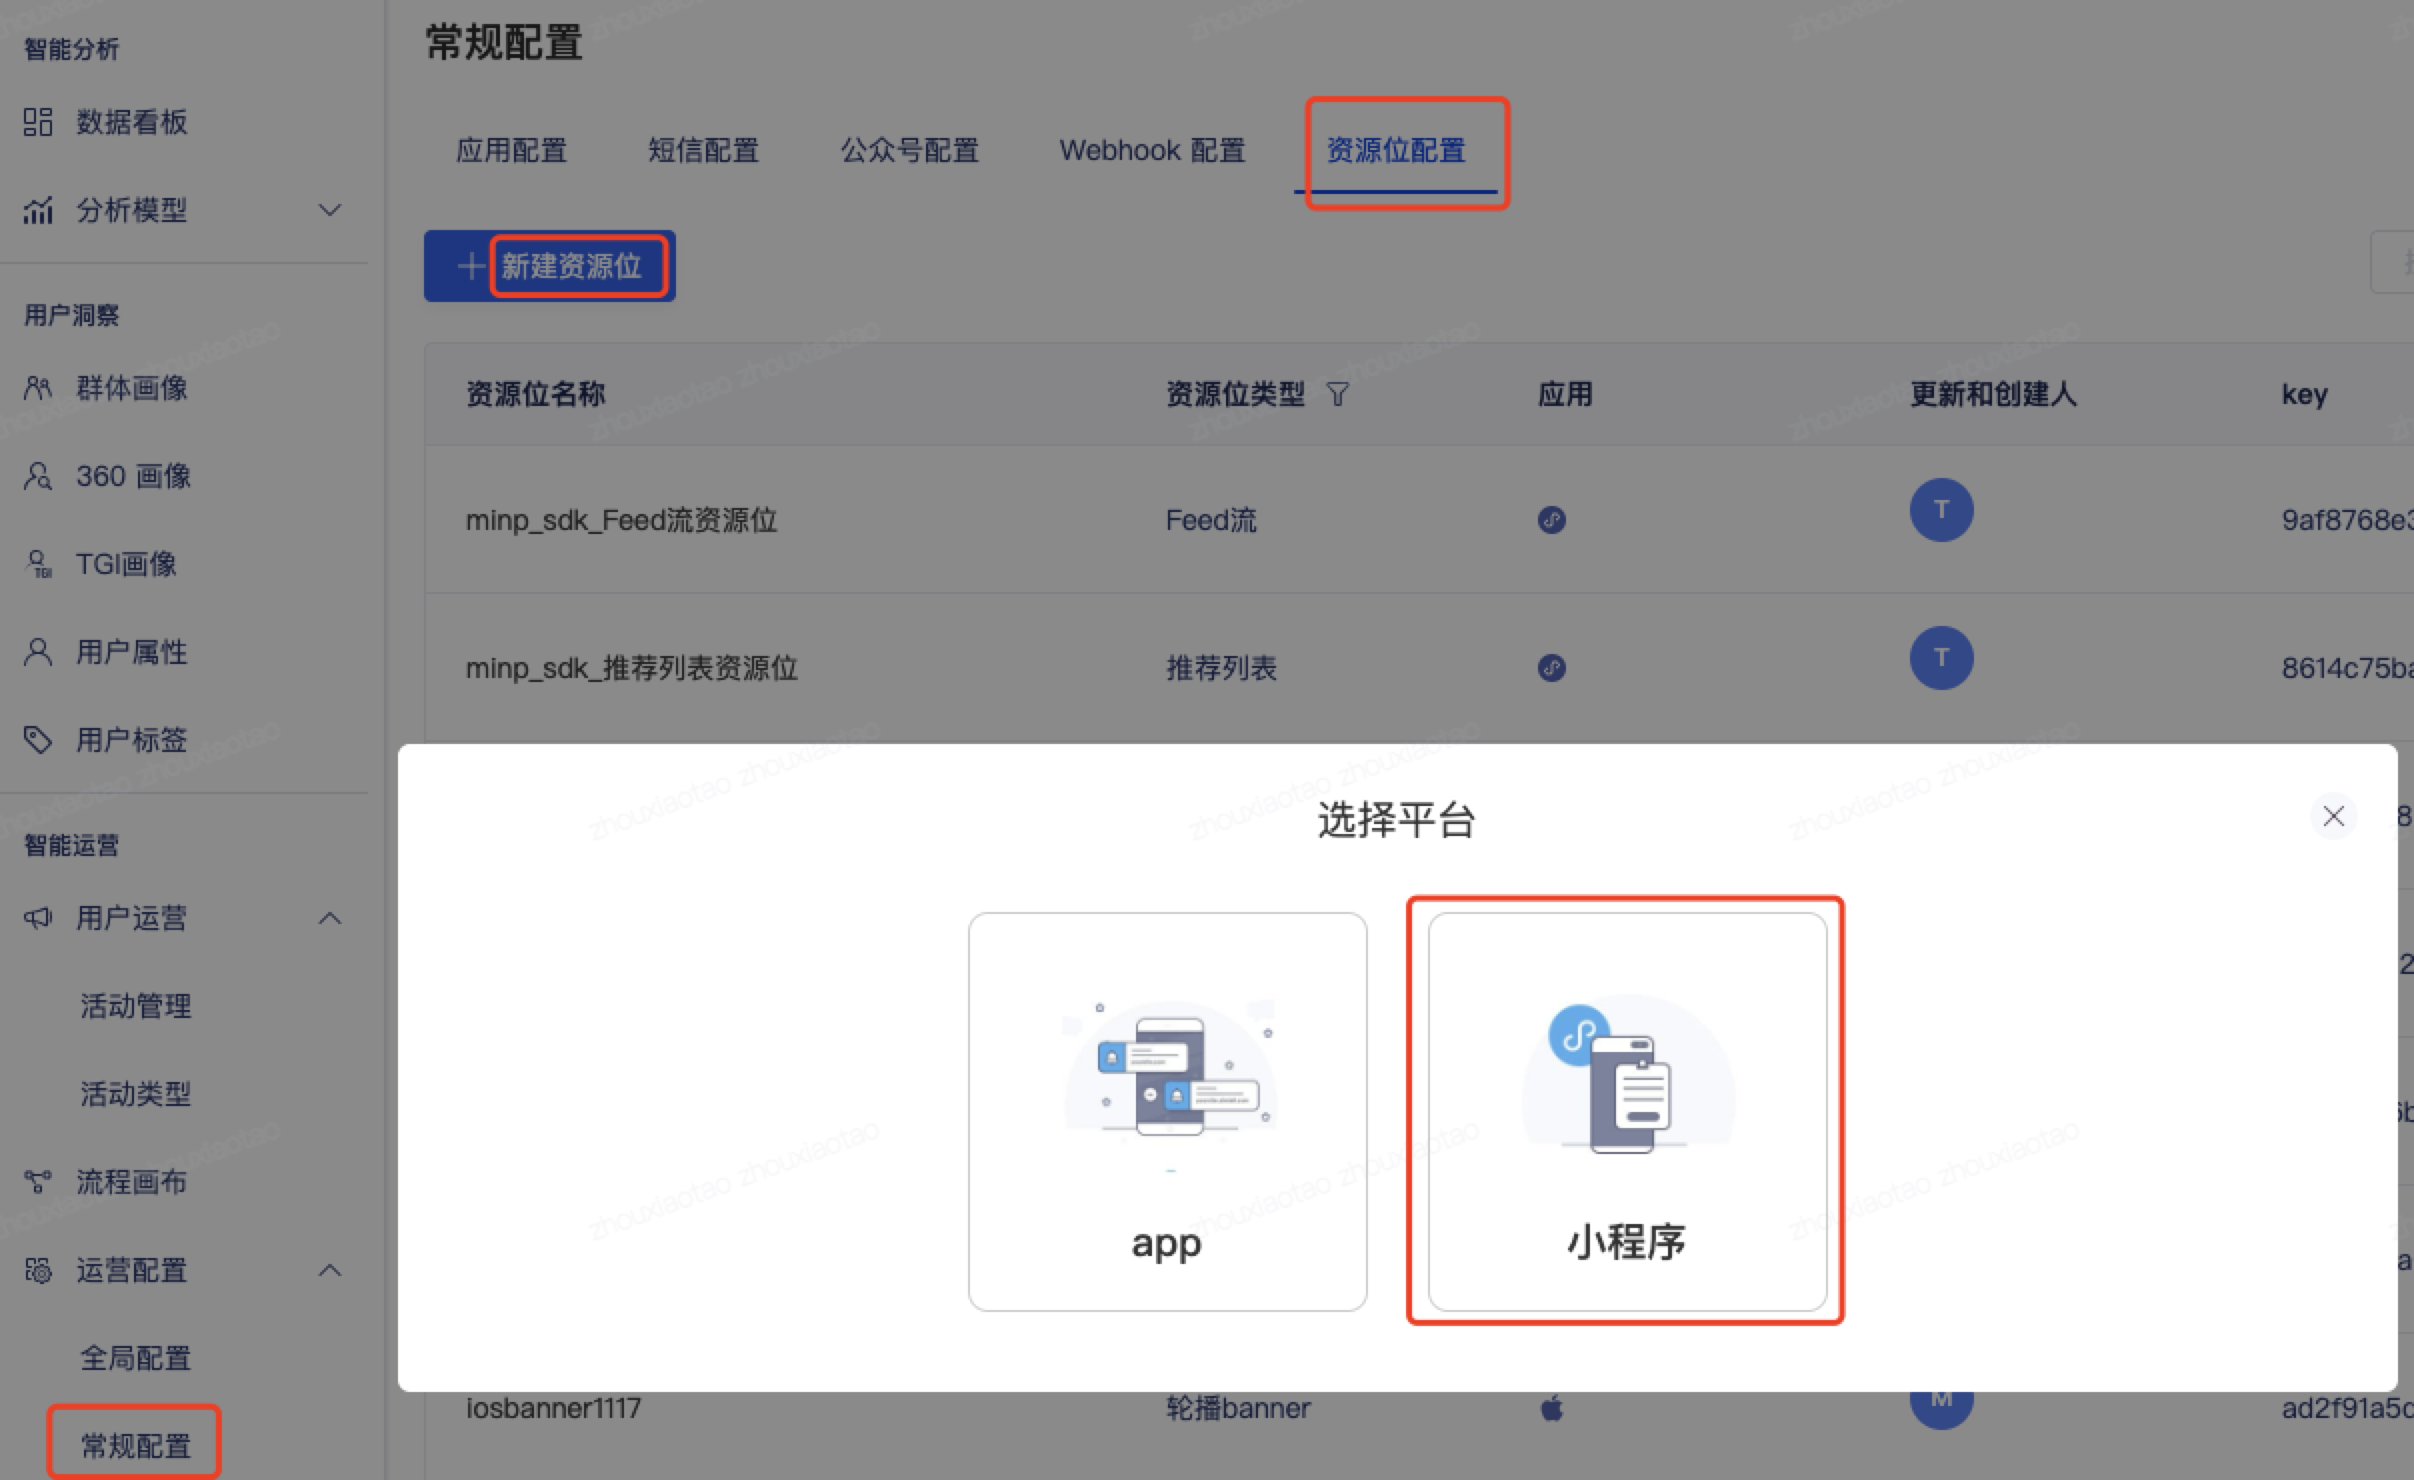 智能分析
数据看板
分析模型
用户洞察
群体画像
360 画像
TGI画像
用户属性
用户标签
智能运营
用户运营
活动管理
活动类型
流程画布
运营配置
全局配置
常规配置
常规配置
应用配置 短信配置 公众号配置 Webhook 配置 资源位配置
新建资源位
资源位名称 资源位类型 应用 更新和创建人 key
minp_sdk_Feed流资源位 Feed流 T 9af8768e3
minp_sdk_推荐列表资源位 推荐列表 T 8614c75ba
选择平台
app
小程序
iosbanner1117 轮播banner M ad2f91a5c
zhouxiaotao zhouxiaotao